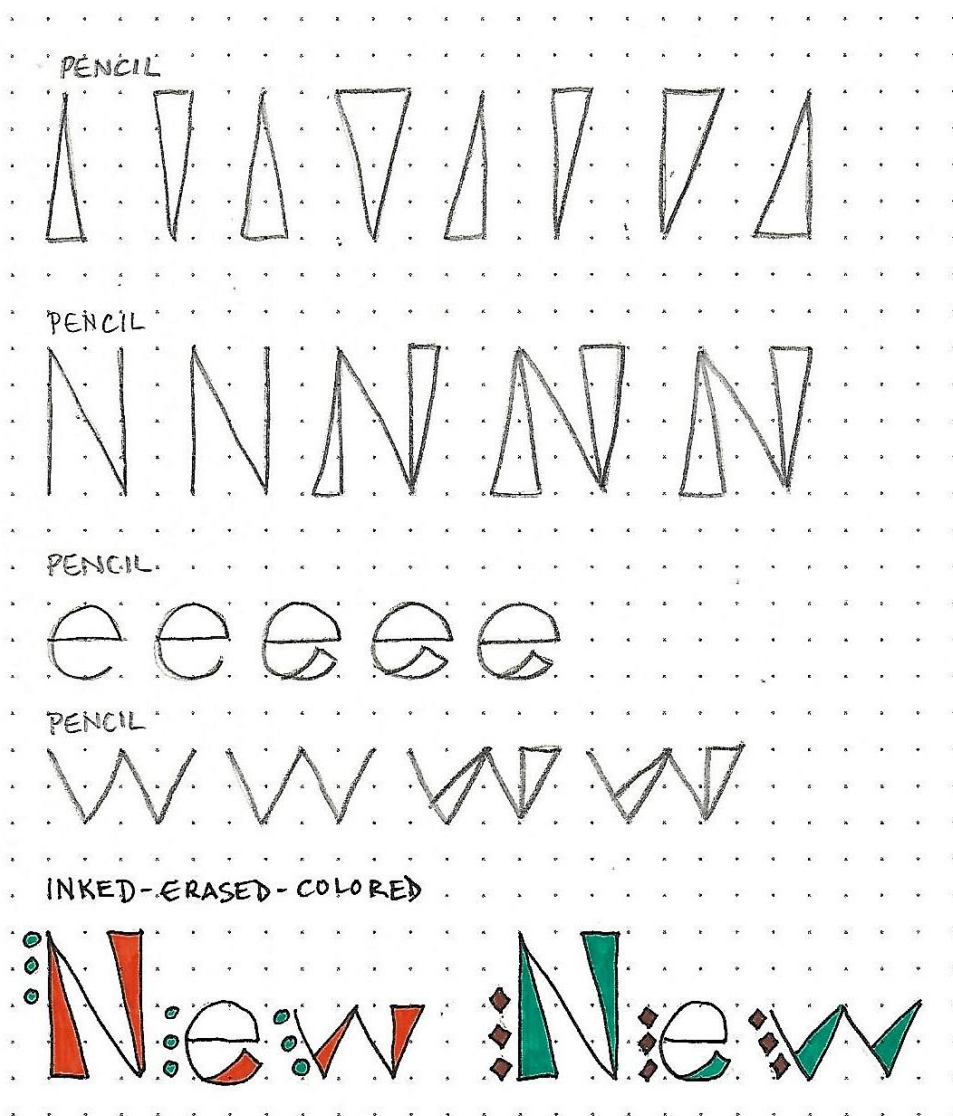 PENCIL
PENCIL
N N N N N
PENCIL
e e e e e
PENCIL
W W W W
INKED-ERASED-COLORED
New New